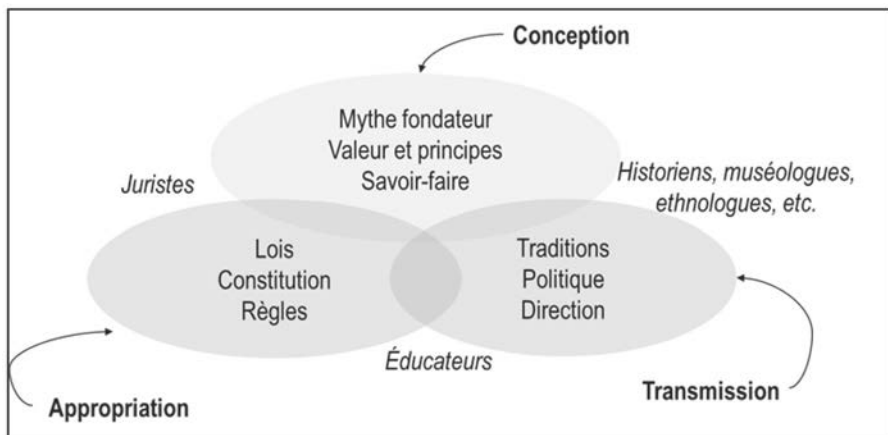 Conception
Mythe fondateur
Valeur et principes
Savoir-faire
Juristes
Historiens, muséologues,
ethnologues, etc.
Lois
Constitution
Règles
Traditions
Politique
Direction
Éducateurs
Appropriation
Transmission